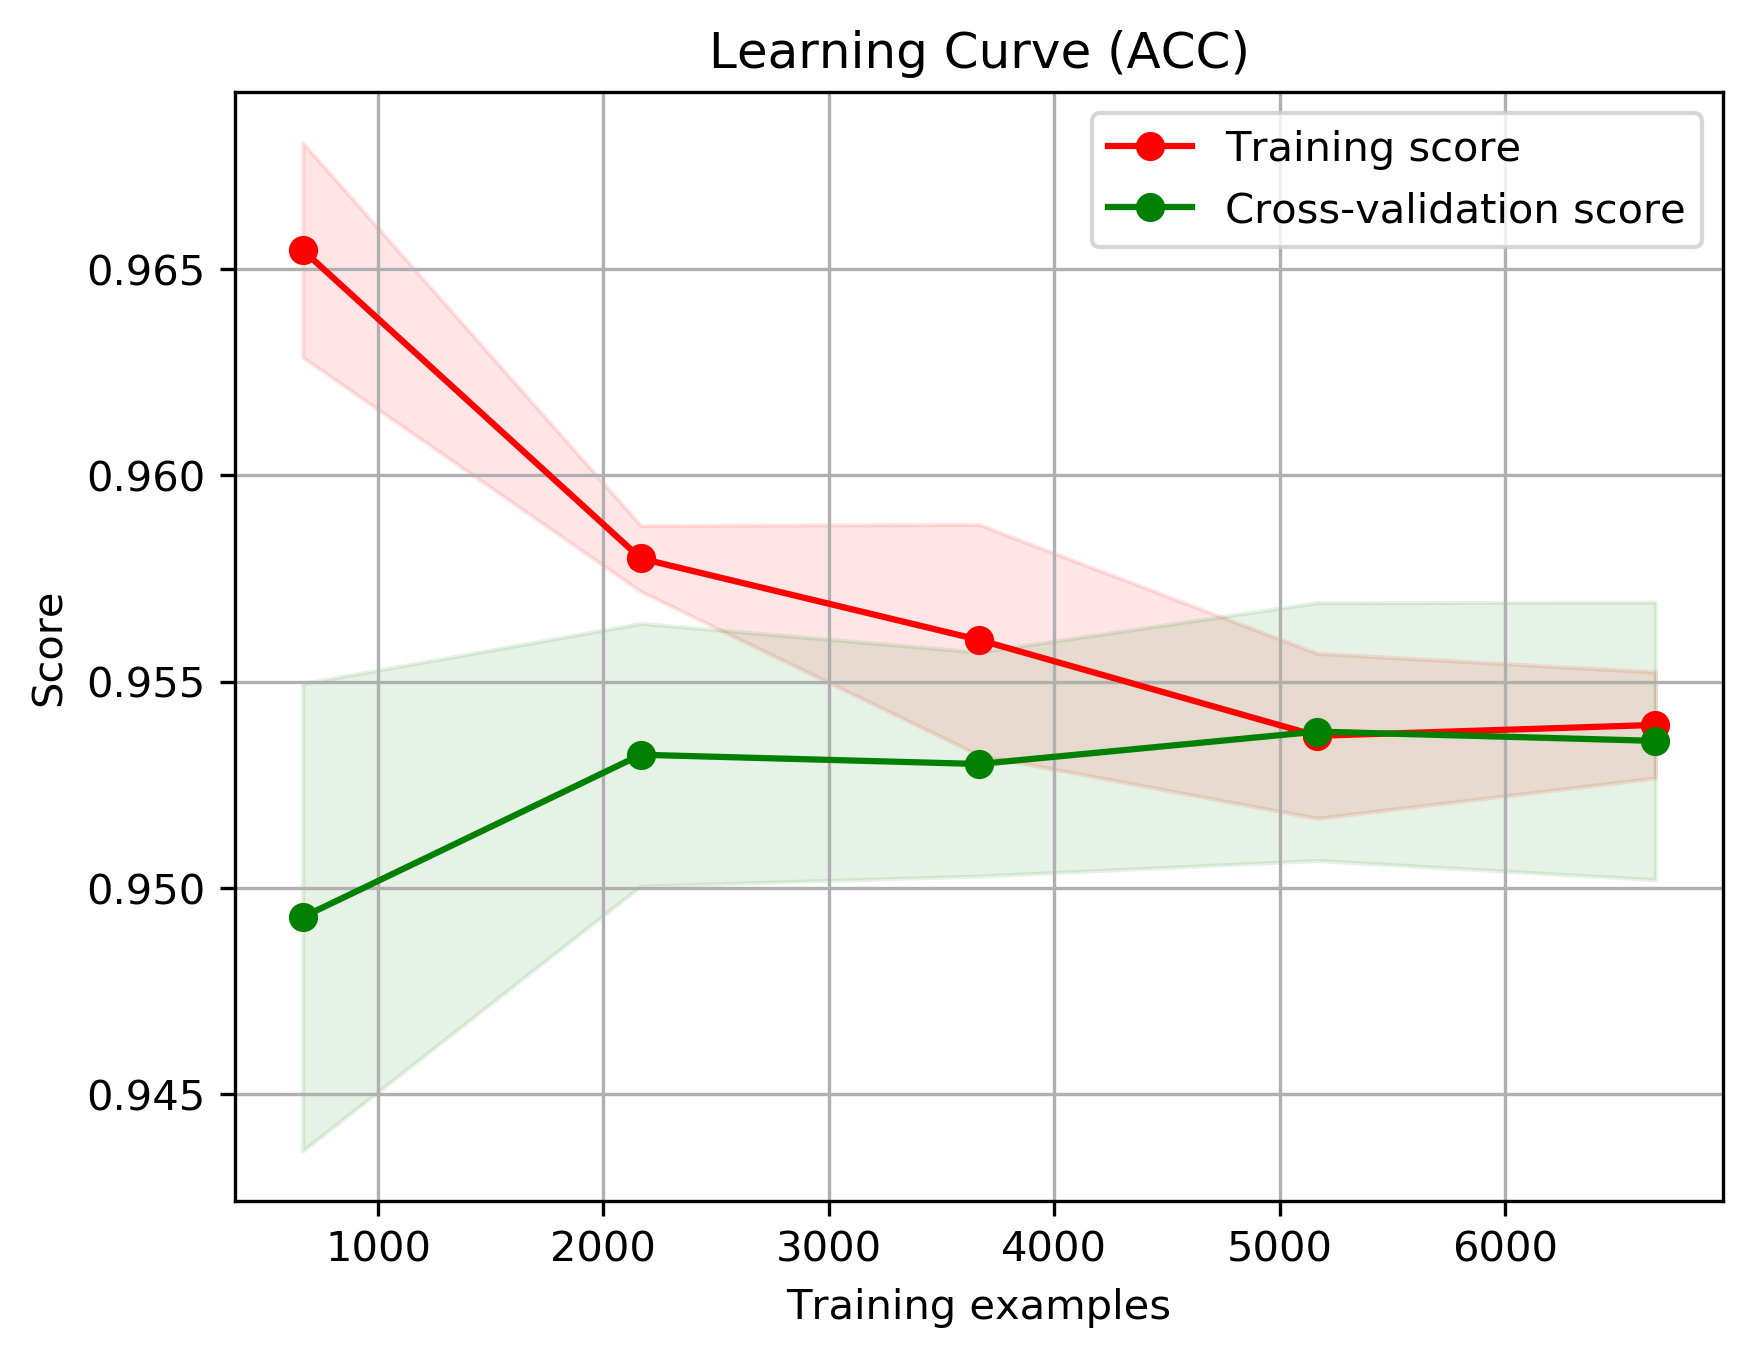 Learning Curve (ACC)
Training score
Cross-validation score
0.965
0.960
0.955
0.950
0.945
Score
1000 2000 3000 4000 5000 6000
Training examples